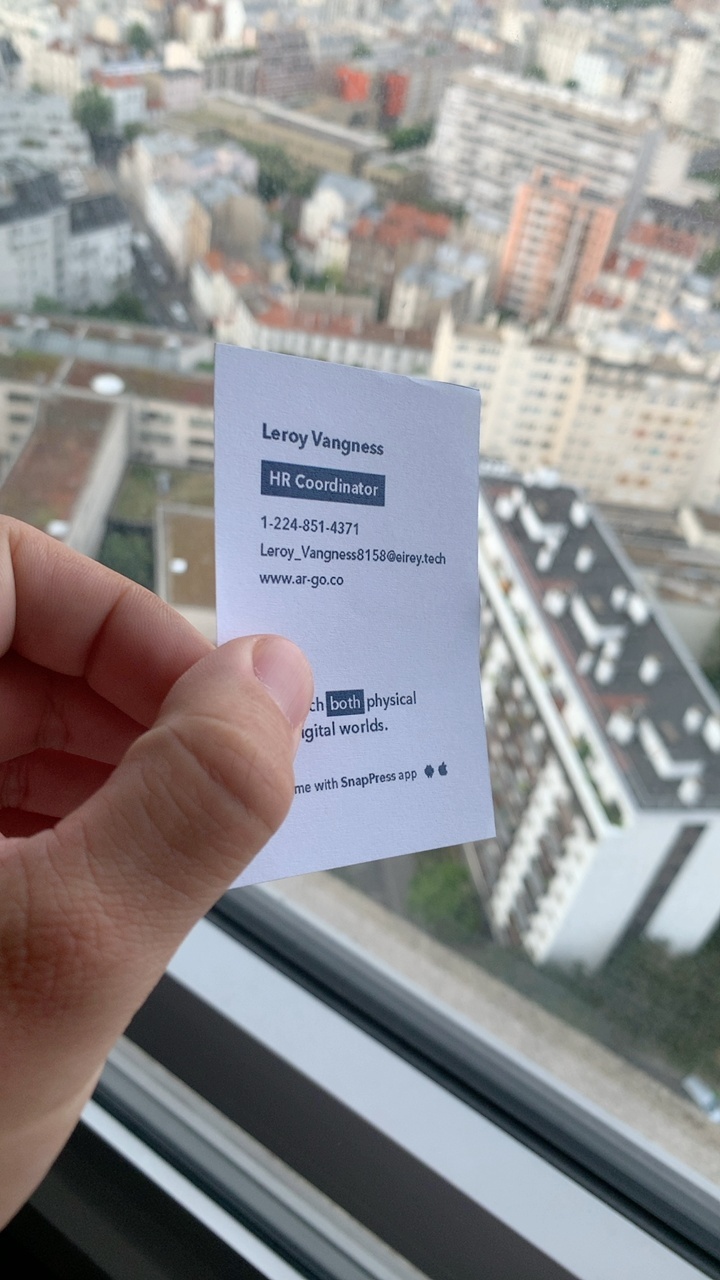 Leroy Vangness
HR Coordinator
1-224-851-4371
Leroy_Vangness8158@eirey.tech
www.ar-go.co
ch both physical
igital worlds.
me with SnapPress app